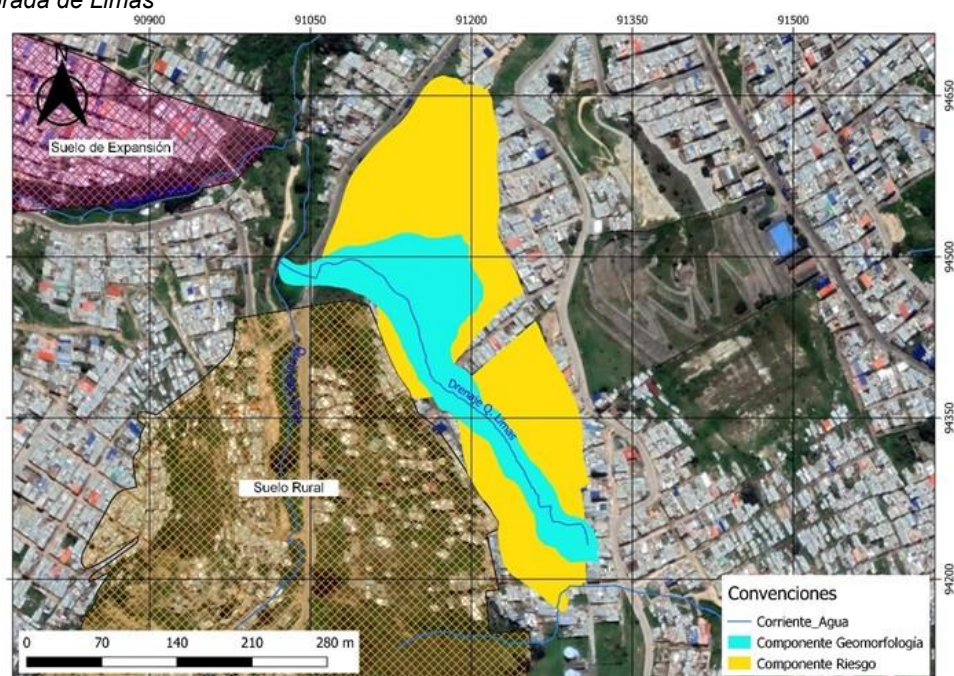 rada de Limas
90900 91050 91200 91350 91500
N
94650
Suelo de Expansión
94500
Drenaje Q. Limas
94350
Suelo Rural
94200
Convenciones
Corriente_Agua
Componente Geomorfología
Componente Riesgo
0 70 140 210 280 m